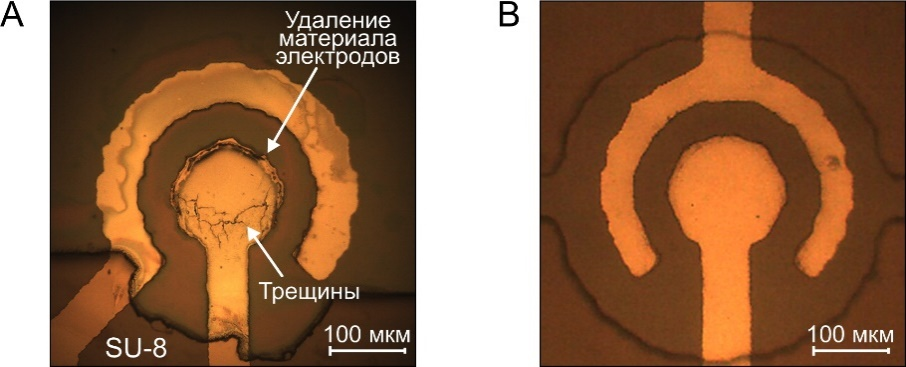 A
B
Удаление
материала
электродов
Трещины
SU-8
100 мкм
100 мкм